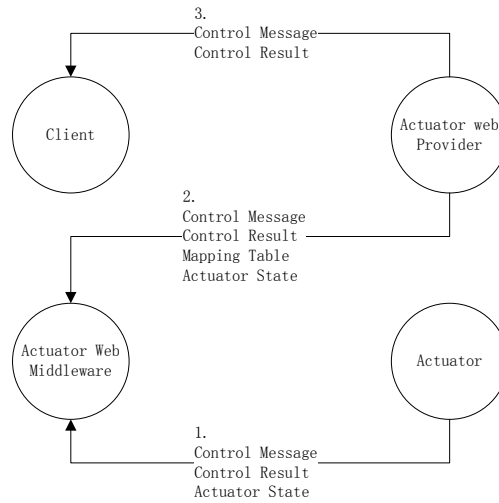 3.
Control Message
Control Result
Client
Actuator web
Provider
2.
Control Message
Control Result
Mapping Table
Actuator State
Actuator Web
Middleware
Actuator
1.
Control Message
Control Result
Actuator State